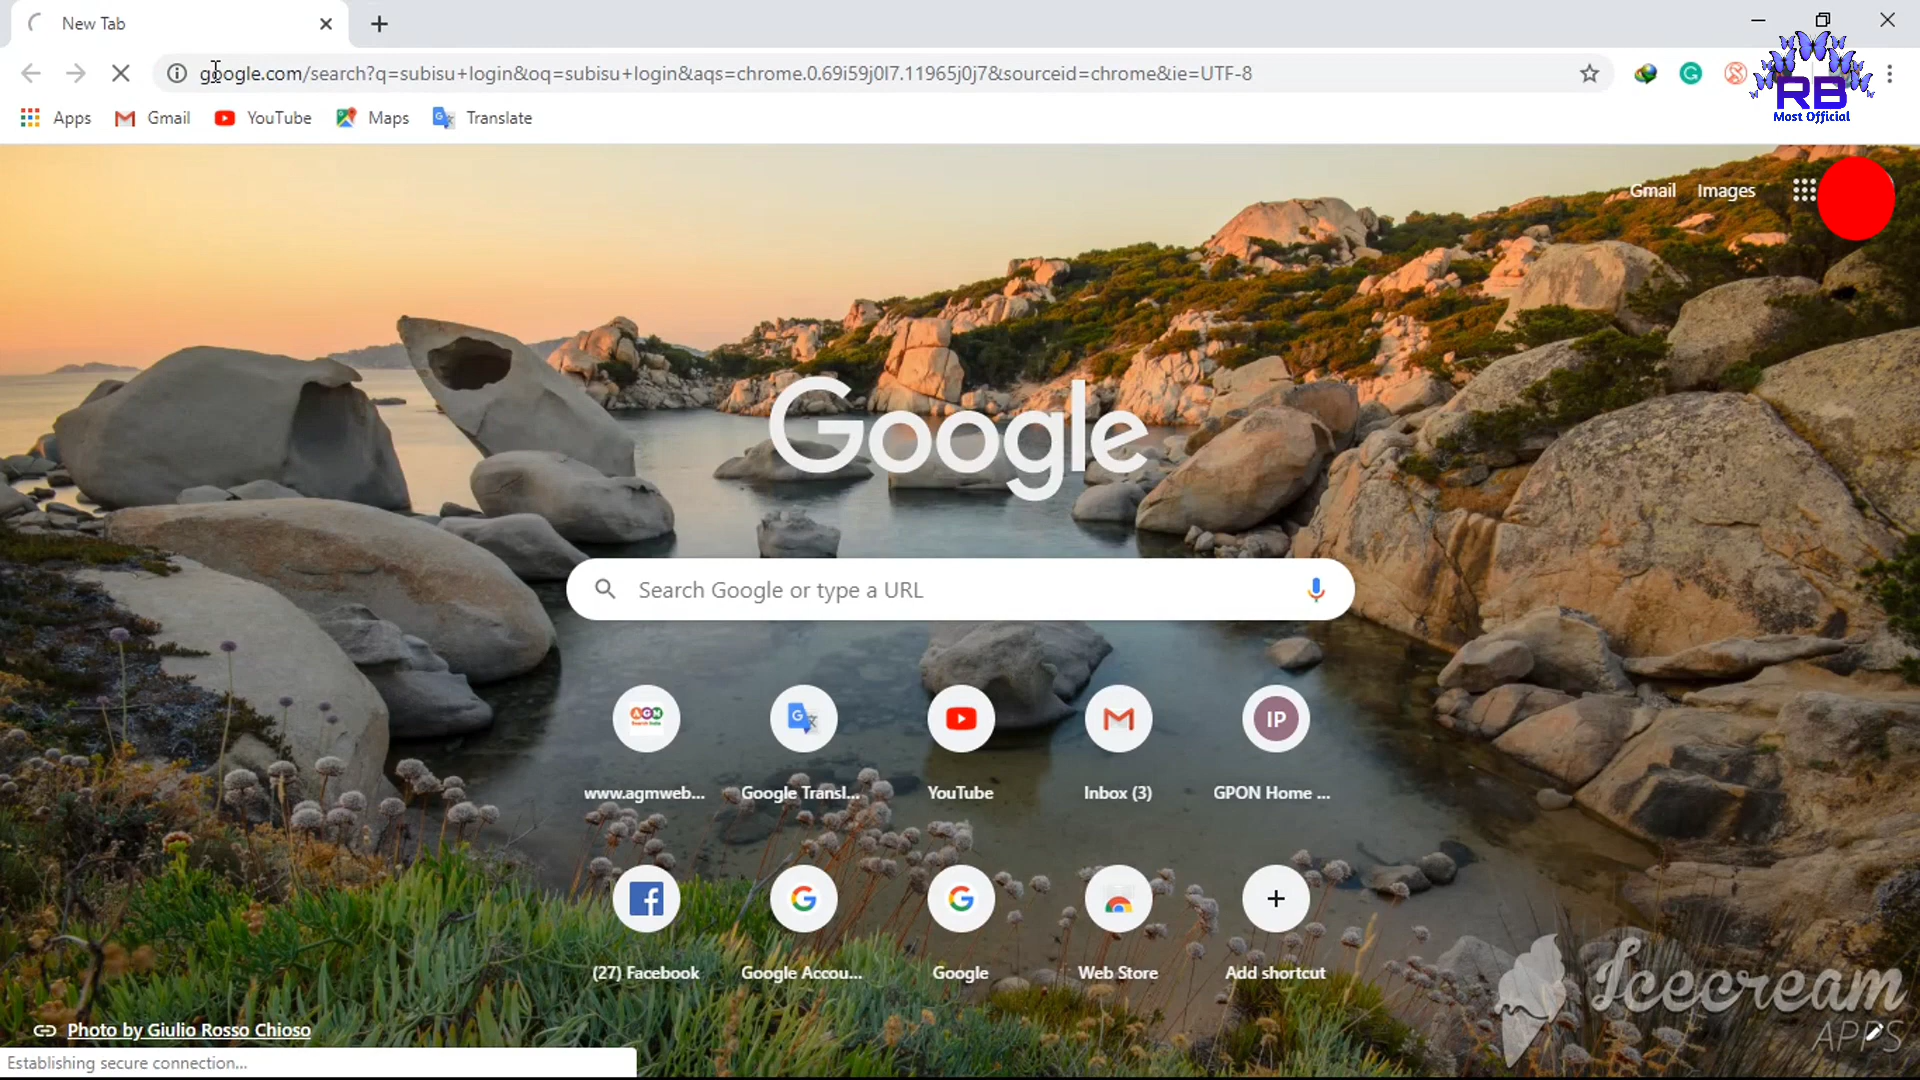 New Tab
google.com/search?q=subisu+login&oq=subisu+login&aqs=chrome.0.69i59j0l7.11965j0j7&sourceid=chrome&ie=UTF-8
Apps
Gmail
YouTube
Maps
Translate
RB
Most Official
Gmail
Images
Google
Search Google or type a URL
AGM
www.agmweb...
Google Transl...
YouTube
Inbox (3)
IP
GPON Home ...
(27) Facebook
Google Accou...
Google
Web Store
Add shortcut
Photo by Giulio Rosso Chioso
Establishing secure connection...
Icecream
APPS